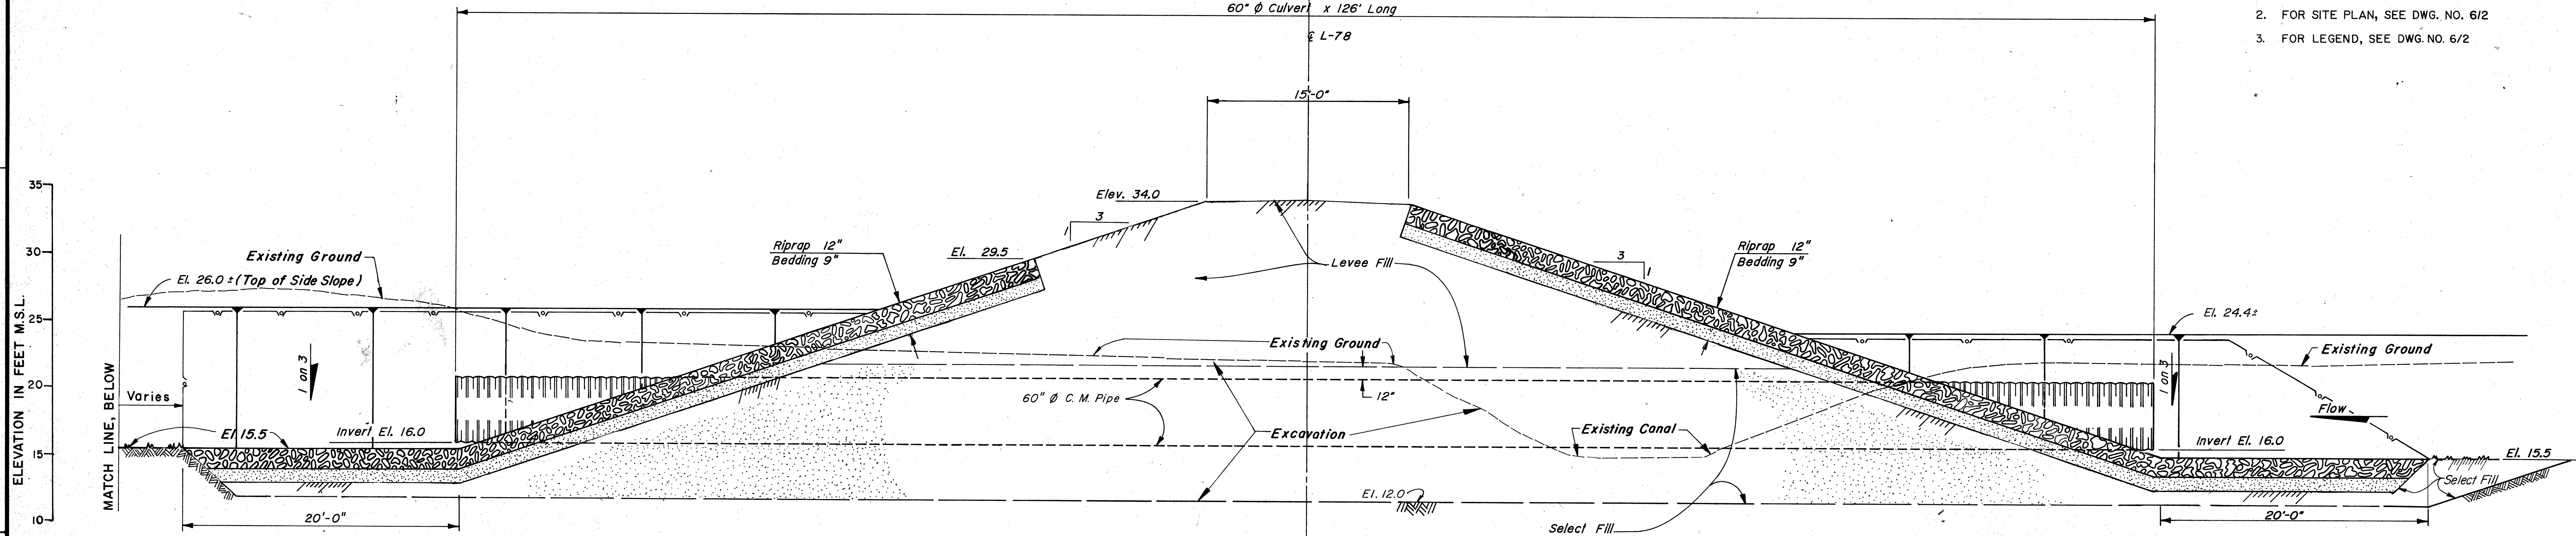 60" Ø Culvert x 126' Long
2. FOR SITE PLAN, SEE DWG. NO. 6/2
℄ L-78
3. FOR LEGEND, SEE DWG. NO. 6/2
15'-0"
35
Elev. 34.0
3
1
30
Existing Ground
Riprap 12"
Bedding 9"
El. 29.5
Levee Fill
3
1
Riprap 12"
Bedding 9"
El. 26.0 ± (Top of Side Slope)
25
El. 24.4±
ELEVATION IN FEET M.S.L.
MATCH LINE, BELOW
Existing Ground
Existing Ground
20
1 on 3
1 on 3
Varies
60" Ø C. M. Pipe
12"
Flow
El. 15.5
Invert El. 16.0
Excavation
Existing Canal
Invert El. 16.0
15
El. 15.5
Select Fill
El. 12.0
10
20'-0"
20'-0"
Select Fill